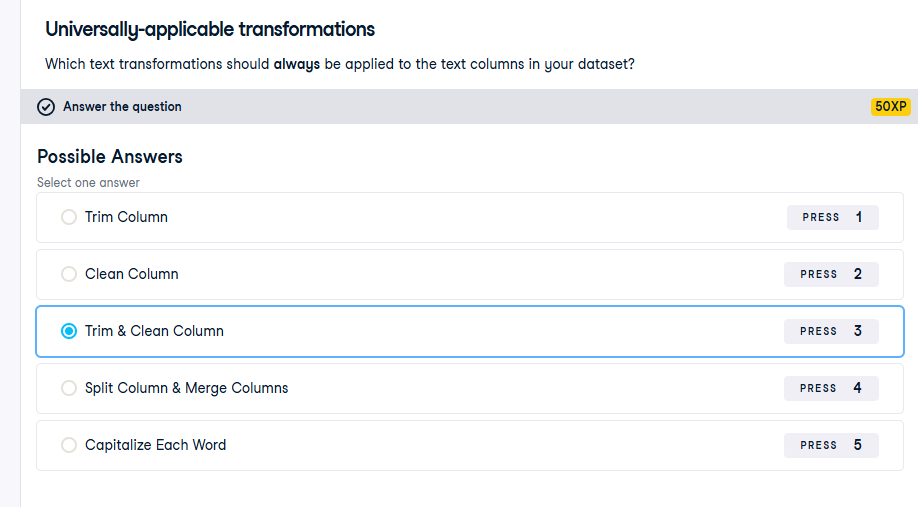 Universally-applicable transformations
Which text transformations should always be applied to the text columns in your dataset?
Answer the question
50XP
Possible Answers
Select one answer
Trim Column
PRESS 1
Clean Column
PRESS 2
Trim & Clean Column
PRESS 3
Split Column & Merge Columns
PRESS 4
Capitalize Each Word
PRESS 5